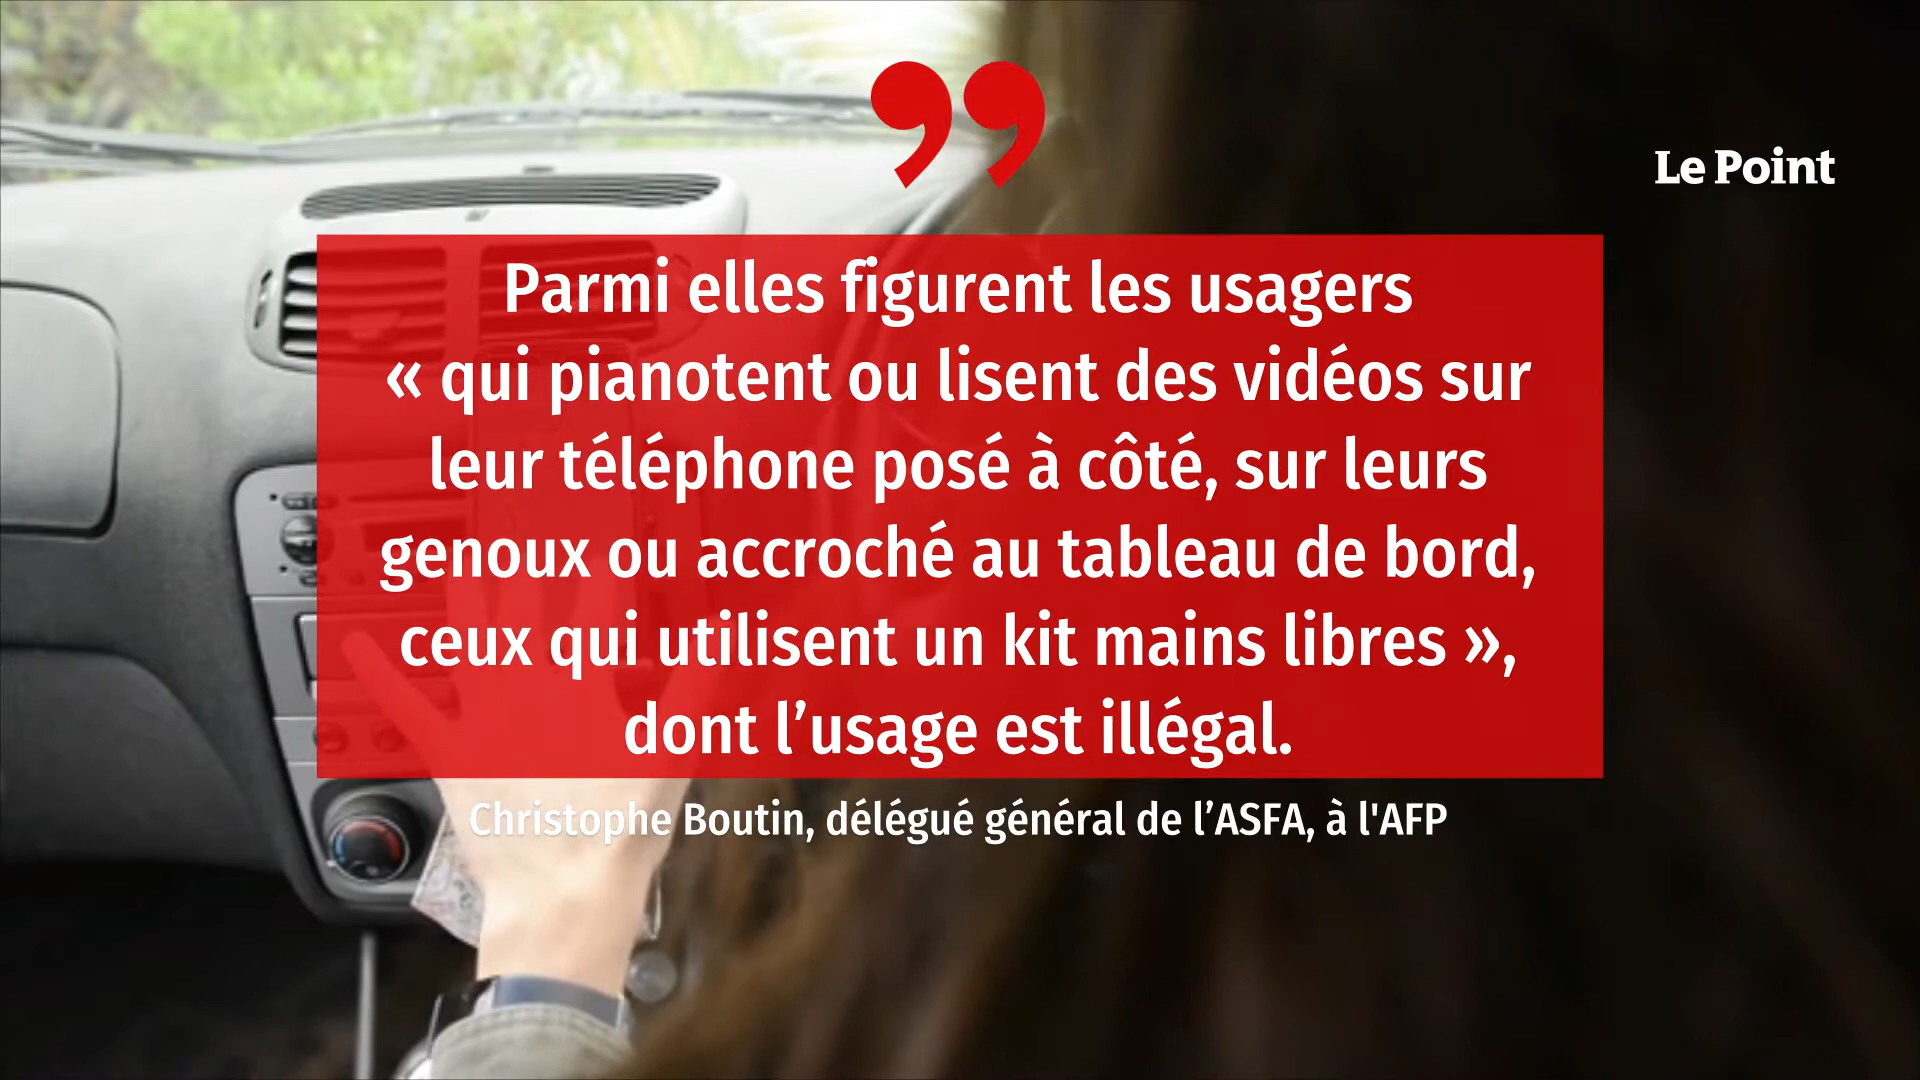 Le Point
Parmi elles figurent les usagers
« qui pianotent ou lisent des vidéos sur
leur téléphone posé à côté, sur leurs
genoux ou accroché au tableau de bord,
ceux qui utilisent un kit mains libres »,
dont l’usage est illégal.
Christophe Boutin, délégué général de l’ASFA, à l'AFP